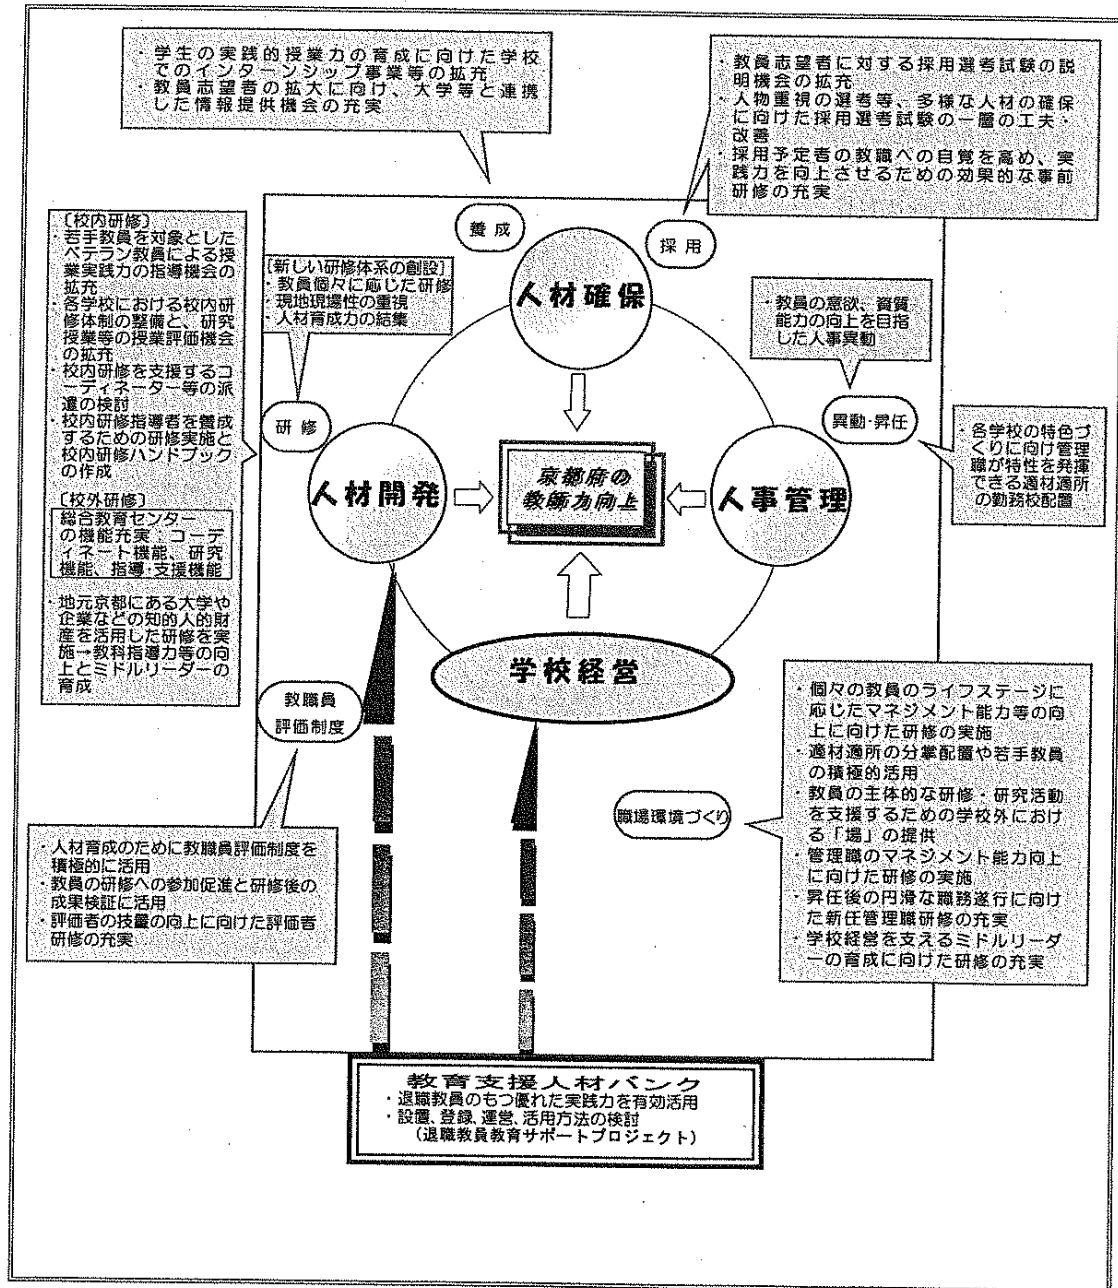 ・学生の実践的授業力の育成に向けた学校
でのインターンシップ事業等の拡充
・教員志望者の拡大に向け、大学等と連携
した情報提供機会の充実
・教員志望者に対する採用選考試験の説
明機会の拡充
・人物重視の選考等、多様な人材の確保
に向けた採用選考試験の一層の工夫・
改善
・採用予定者の教職への自覚を高め、実
践力を向上させるための効果的な事前
研修の充実
養成
採用
人材確保
〔校内研修〕
・若手教員を対象とした
ベテラン教員による授
業実践力の指導機会の
拡充
・各学校における校内研
修体制の整備と、研究
授業等の授業評価機会
の拡充
・校内研修を支援するコ
ーディネーター等の派
遣の検討
・校内研修指導者を養成
するための研修実施と
校内研修ハンドブック
の作成
〔校外研修〕
総合教育センター
の機能充実:コーデ
ィネート機能、研究
機能、指導・支援機能
・地元京都にある大学や
企業などの知的人的財
産を活用した研修を実
施→教科指導力等の向
上とミドルリーダーの
育成
[新しい研修体系の創設]
・教員個々に応じた研修
・現地現場性の重視
・人材育成力の結集
研修
人材開発
京都府の
教師力向上
・教員の意欲、資質
能力の向上を目指
した人事異動
異動・昇任
人事管理
・各学校の特色づ
くりに向け管理
職が特性を発揮
できる適材適所
の勤務校配置
学校経営
教職員
評価制度
・人材育成のために教職員評価制度を
積極的に活用
・教員の研修への参加促進と研修後の
成果検証に活用
・評価者の技量の向上に向けた評価者
研修の充実
職場環境づくり
・個々の教員のライフステージに
応じたマネジメント能力等の向
上に向けた研修の実施
・適材適所の分掌配置や若手教員
の積極的活用
・教員の主体的な研修・研究活動
を支援するための学校外におけ
る「場」の提供
・管理職のマネジメント能力向上
に向けた研修の実施
・昇任後の円滑な職務遂行に向け
た新任管理職研修の充実
・学校経営を支えるミドルリーダ
ーの育成に向けた研修の充実
教育支援人材バンク
・退職教員のもつ優れた実践力を有効活用
・設置、登録、運営、活用方法の検討
(退職教員教育サポートプロジェクト)